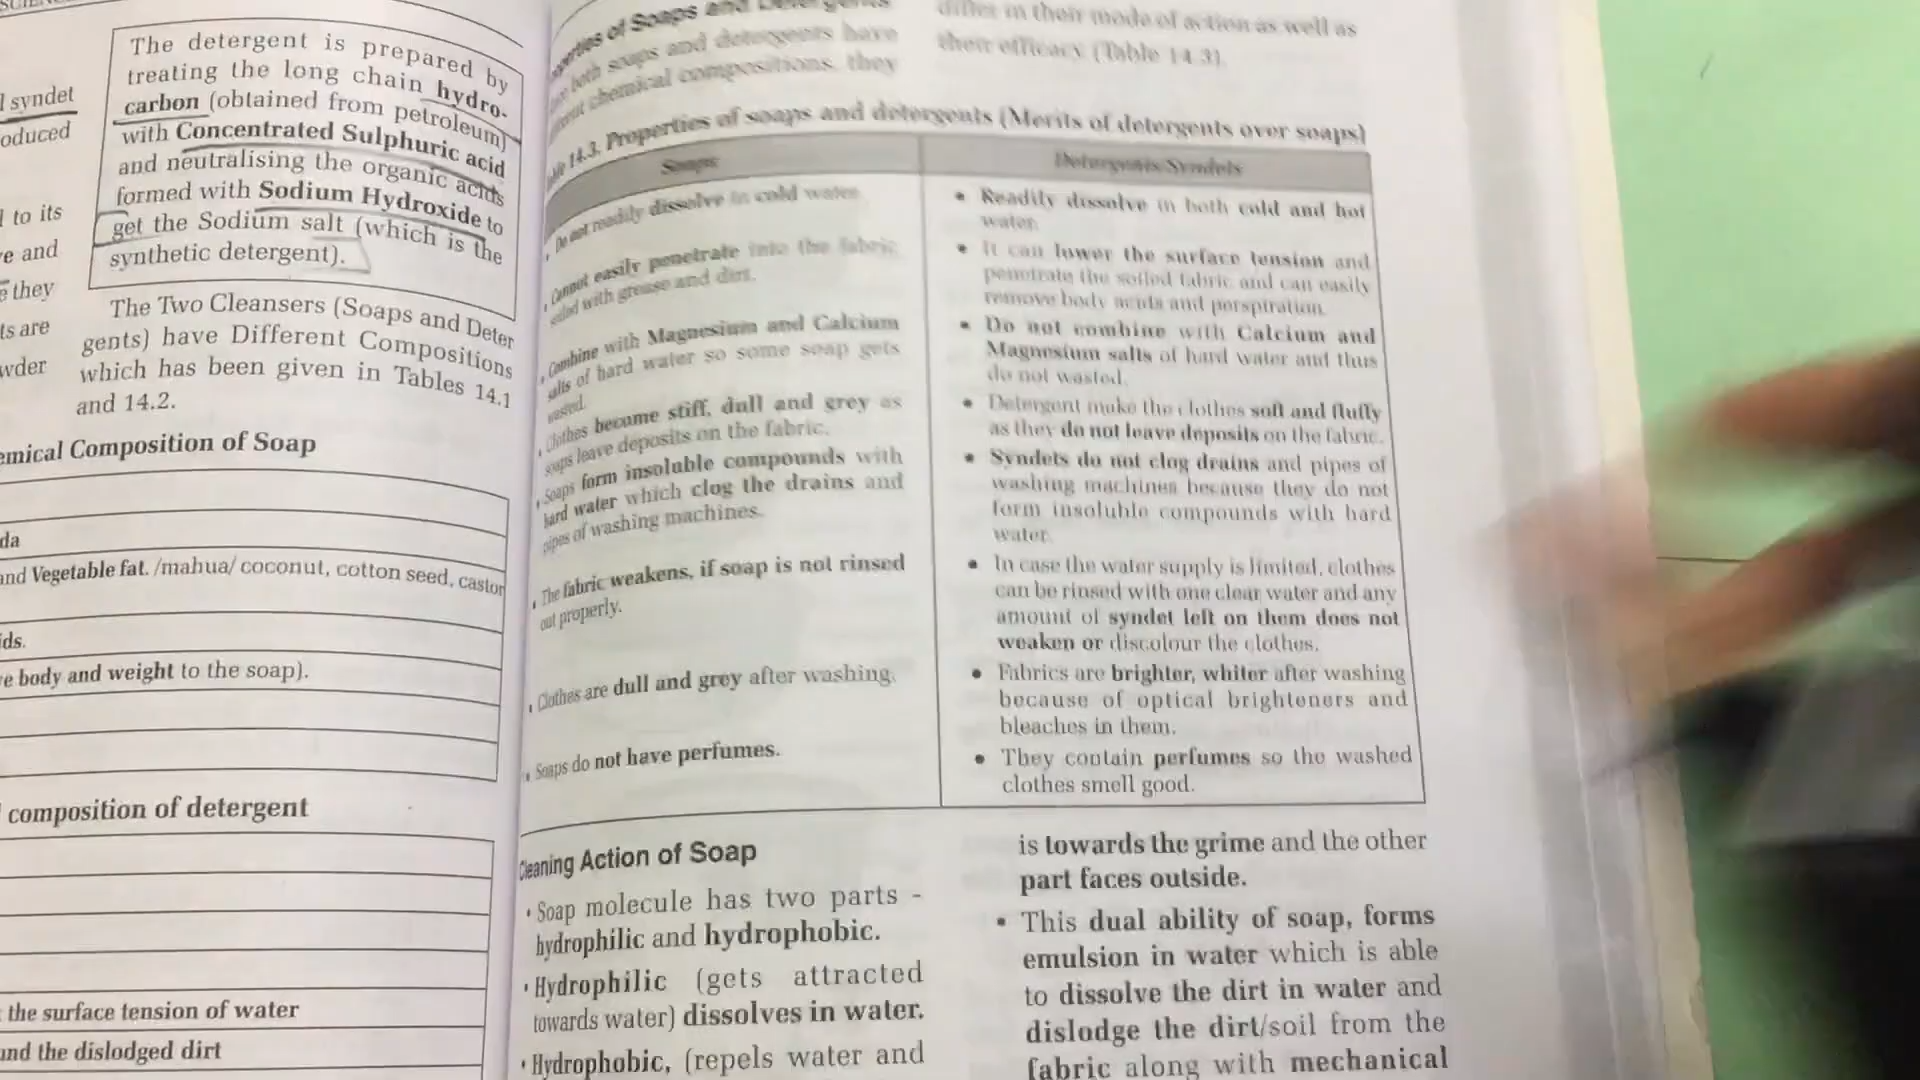 l syndet
oduced
l to its
e and
e they
ts are
wder
The detergent is prepared by
treating the long chain hydro-
carbon (obtained from petroleum)
with Concentrated Sulphuric acid
and neutralising the organic acids
formed with Sodium Hydroxide to
get the Sodium salt (which is the
synthetic detergent).
The Two Cleansers (Soaps and Deter
gents) have Different Compositions
which has been given in Tables 14.1
and 14.2.
emical Composition of Soap
da
and Vegetable fat. /mahua/ coconut, cotton seed, castor
ids.
e body and weight to the soap).
composition of detergent
the surface tension of water
and the dislodged dirt
operties of Soaps and Detergents
both soaps and detergents have
chemical compositions, they
differ in their mode of action as well as
their efficacy (Table 14.3).
14.3. Properties of soaps and detergents (Merits of detergents over soaps)
Soaps
• Do not readily dissolve in cold water.
• Cannot easily penetrate into the fabric
soiled with grease and dirt.
• Combine with Magnesium and Calcium
salts of hard water so some soap gets
wasted.
• Clothes become stiff, dull and grey as
soaps leave deposits on the fabric.
• Soaps form insoluble compounds with
hard water which clog the drains and
pipes of washing machines.
• The fabric weakens, if soap is not rinsed
out properly.
• Clothes are dull and grey after washing.
• Soaps do not have perfumes.
Detergents/Syndets
• Readily dissolve in both cold and hot
water.
• It can lower the surface tension and
penetrate the soiled fabric and can easily
remove body acids and perspiration.
• Do not combine with Calcium and
Magnesium salts of hard water and thus
do not wasted.
• Detergent make the clothes soft and fluffy
as they do not leave deposits on the fabric.
• Syndets do not clog drains and pipes of
washing machines because they do not
form insoluble compounds with hard
water.
• In case the water supply is limited, clothes
can be rinsed with one clear water and any
amount of syndet left on them does not
weaken or discolour the clothes.
• Fabrics are brighter, whiter after washing
because of optical brighteners and
bleaches in them.
• They contain perfumes so the washed
clothes smell good.
Cleaning Action of Soap
• Soap molecule has two parts -
hydrophilic and hydrophobic.
• Hydrophilic (gets attracted
towards water) dissolves in water.
• Hydrophobic, (repels water and
is towards the grime and the other
part faces outside.
• This dual ability of soap, forms
emulsion in water which is able
to dissolve the dirt in water and
dislodge the dirt/soil from the
fabric along with mechanical